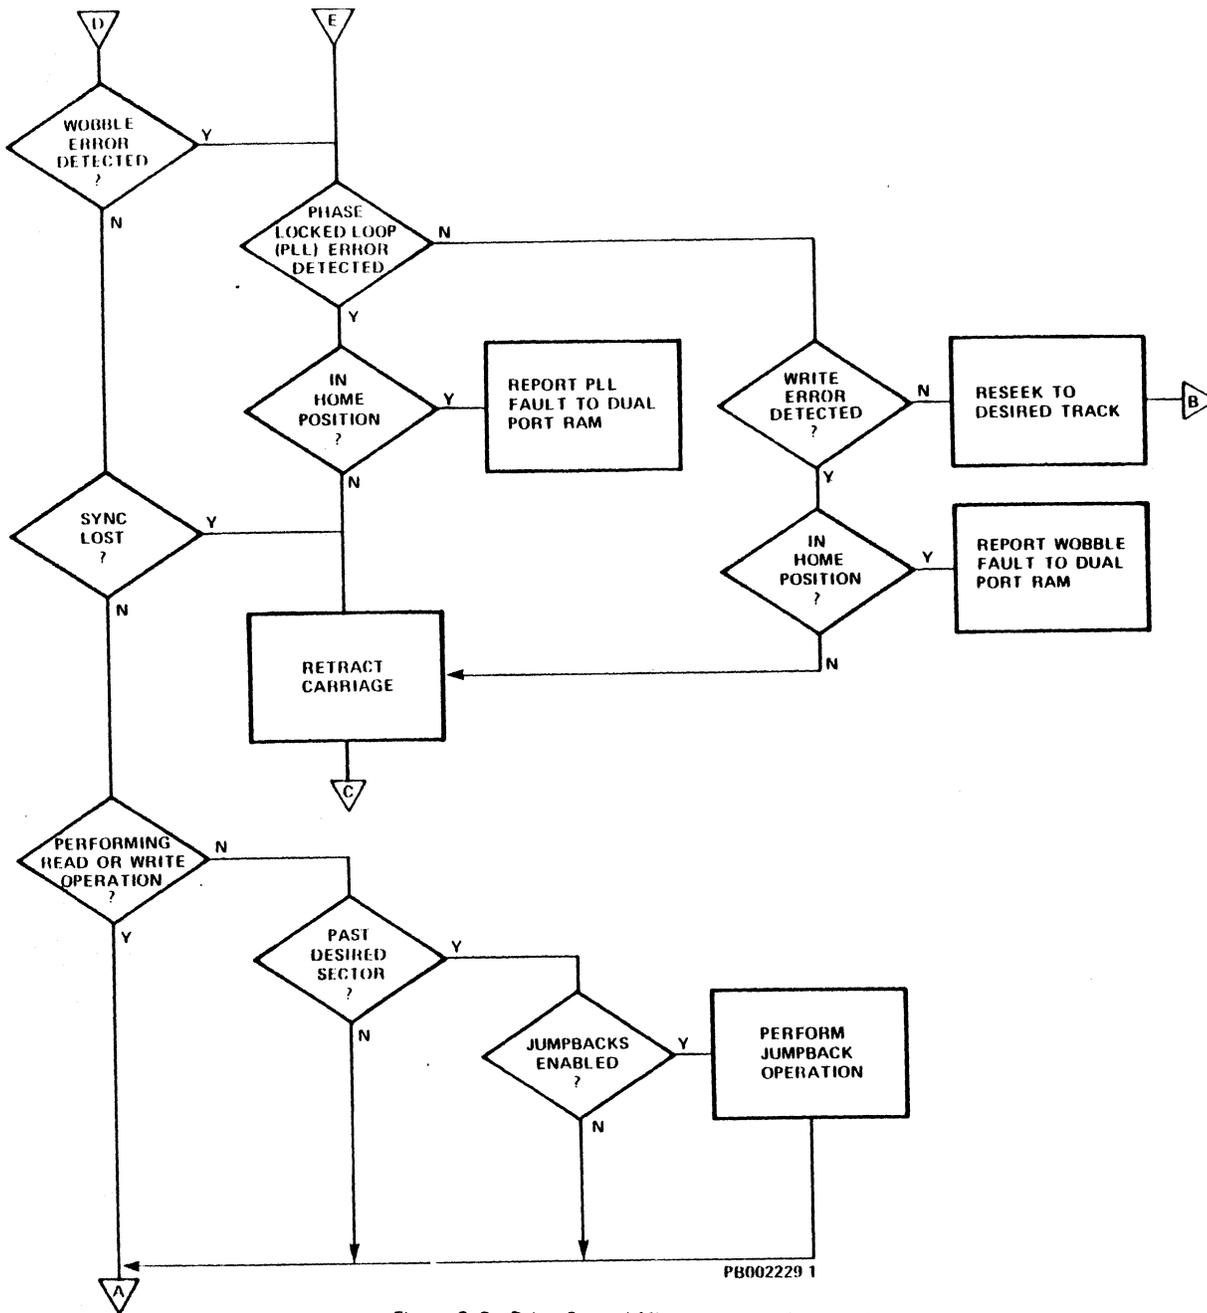 D
E
WOBBLE
ERROR
DETECTED
?
Y
N
PHASE
LOCKED LOOP
(PLL) ERROR
DETECTED
N
Y
IN
HOME
POSITION
?
Y
N
REPORT PLL
FAULT TO DUAL
PORT RAM
WRITE
ERROR
DETECTED
?
N
Y
RESEEK TO
DESIRED TRACK
B
SYNC
LOST
?
Y
N
IN
HOME
POSITION
?
Y
N
REPORT WOBBLE
FAULT TO DUAL
PORT RAM
RETRACT
CARRIAGE
C
PERFORMING
READ OR WRITE
OPERATION
?
N
Y
PAST
DESIRED
SECTOR
?
Y
N
JUMPBACKS
ENABLED
?
Y
N
PERFORM
JUMPBACK
OPERATION
PB002229 1
A